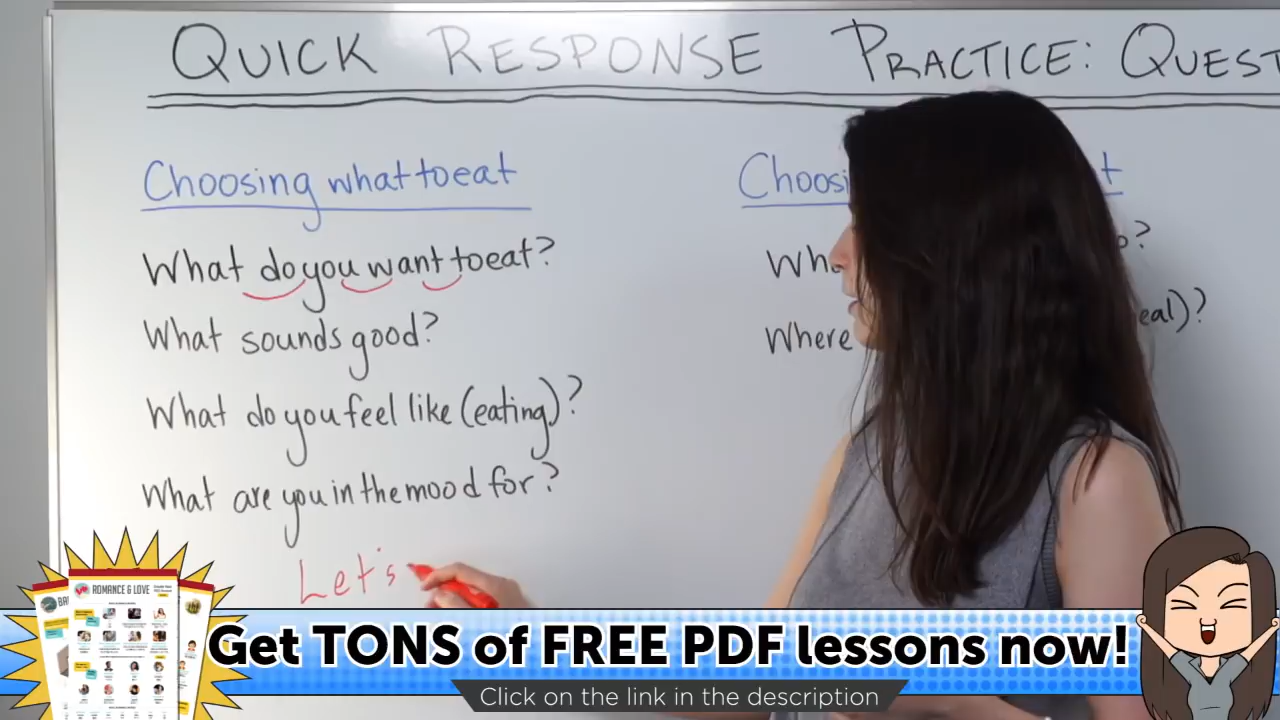 QUICK RESPONSE PRACTICE: QUEST
Choosing what to eat
What do you want to eat?
What sounds good?
What do you feel like (eating)?
What are you in the mood for?
Let's
Choosi
t
Wha
o?
Where
eal)?
ROMANCE & LOVE
Get TONS of FREE PDF lessons now!
Click on the link in the description